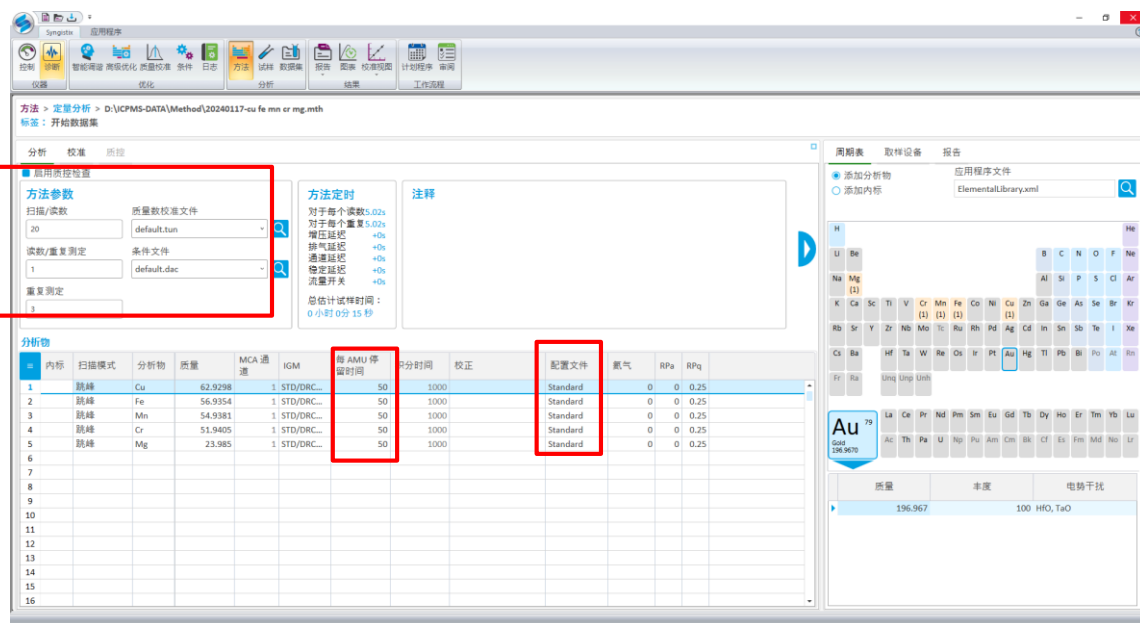 Syngistix 应用程序
控制 诊断 智能调谐 高级优化 质量校准 条件 日志 方法 试样 数据集 报告 图表 校准视图 计划程序 审阅
仪器 优化 分析 结果 工作流程
方法 > 定量分析 > D:\ICPMS-DATA\Method\20240117-cu fe mn cr mg.mth
标签： 开始数据集
分析 校准 质控
启用质控检查
方法参数
扫描/读数 质量数校准文件
20 default.tun
读数/重复测定 条件文件
1 default.dac
重复测定
3
方法定时
对于每个读数5.02s
对于每个重复5.02s
增压延迟 +0s
排气延迟 +0s
通道延迟 +0s
稳定延迟 +0s
流量开关 +0s
总估计试样时间：
0 小时 0分 15 秒
注释
分析物
内标 扫描模式 分析物 质量 MCA 通道 IGM 每 AMU 停留时间 积分时间 校正 配置文件 氦气 RPa RPq
1 跳峰 Cu 62.9298 1 STD/DRC... 50 1000 Standard 0 0 0.25
2 跳峰 Fe 56.9354 1 STD/DRC... 50 1000 Standard 0 0 0.25
3 跳峰 Mn 54.9381 1 STD/DRC... 50 1000 Standard 0 0 0.25
4 跳峰 Cr 51.9405 1 STD/DRC... 50 1000 Standard 0 0 0.25
5 跳峰 Mg 23.985 1 STD/DRC... 50 1000 Standard 0 0 0.25
6
7
8
9
10
11
12
13
14
15
16
周期表 取样设备 报告
添加分析物 应用程序文件
添加内标 ElementalLibrary.xml
H He
Li Be B C N O F Ne
Na Mg Al Si P S Cl Ar
(1)
K Ca Sc Ti V Cr Mn Fe Co Ni Cu Zn Ga Ge As Se Br Kr
(1) (1) (1) (1)
Rb Sr Y Zr Nb Mo Tc Ru Rh Pd Ag Cd In Sn Sb Te I Xe
Cs Ba Hf Ta W Re Os Ir Pt Au Hg Tl Pb Bi Po At Rn
Fr Ra Unq Unp Unh
La Ce Pr Nd Pm Sm Eu Gd Tb Dy Ho Er Tm Yb Lu
Ac Th Pa U Np Pu Am Cm Bk Cf Es Fm Md No Lr
Au 79
Gold
196.9670
质量 丰度 电势干扰
196.967 100 HfO, TaO